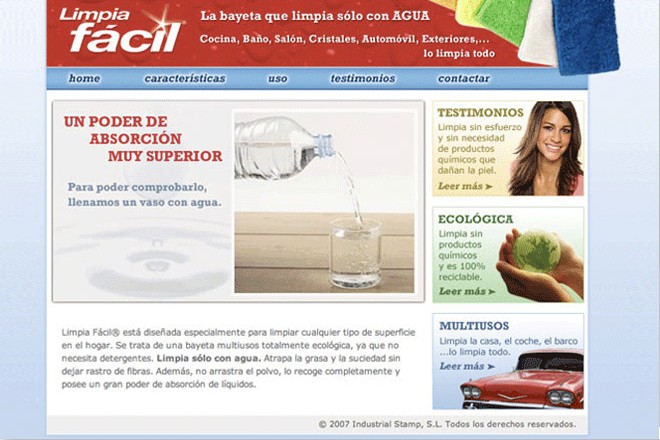 Limpia
fácil
La bayeta que limpia sólo con AGUA
Cocina, Baño, Salón, Cristales, Automóvil, Exteriores,...
lo limpia todo
home características uso testimonios contactar
UN PODER DE
ABSORCIÓN
MUY SUPERIOR
Para poder comprobarlo,
llenamos un vaso con agua.
TESTIMONIOS
Limpia sin esfuerzo
y sin necesidad
de productos
químicos que
dañan la piel.
Leer más
ECOLÓGICA
Limpia sin
productos
químicos
y es 100%
reciclable.
Leer más
MULTIUSOS
Limpia la casa, el coche, el barco
...lo limpia todo.
Leer más
Limpia Fácil® está diseñada especialmente para limpiar cualquier tipo de superficie
en el hogar. Se trata de una bayeta multiusos totalmente ecológica, ya que no
necesita detergentes. Limpia sólo con agua. Atrapa la grasa y la suciedad sin
dejar rastro de fibras. Además, no arrastra el polvo, lo recoge completamente y
posee un gran poder de absorción de líquidos.
© 2007 Industrial Stamp, S.L. Todos los derechos reservados.